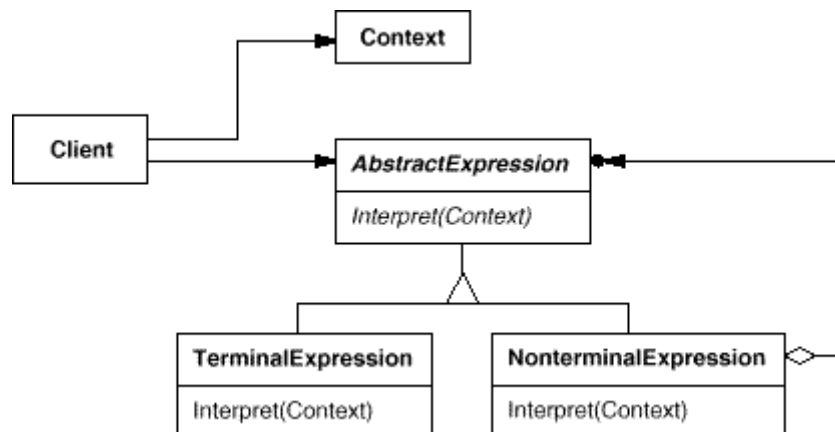 Context
Client
AbstractExpression
Interpret(Context)
TerminalExpression
NonterminalExpression
Interpret(Context)
Interpret(Context)